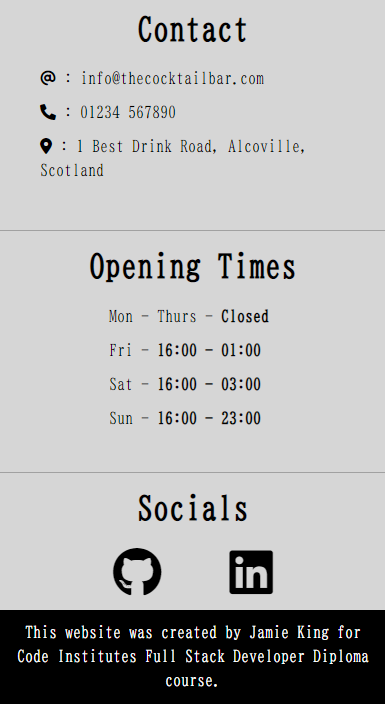 Contact
@ : info@thecocktailbar.com
: 01234 567890
: 1 Best Drink Road, Alcoville,
Scotland
Opening Times
Mon - Thurs - Closed
Fri - 16:00 - 01:00
Sat - 16:00 - 03:00
Sun - 16:00 - 23:00
Socials
in
This website was created by Jamie King for
Code Institutes Full Stack Developer Diploma
course.